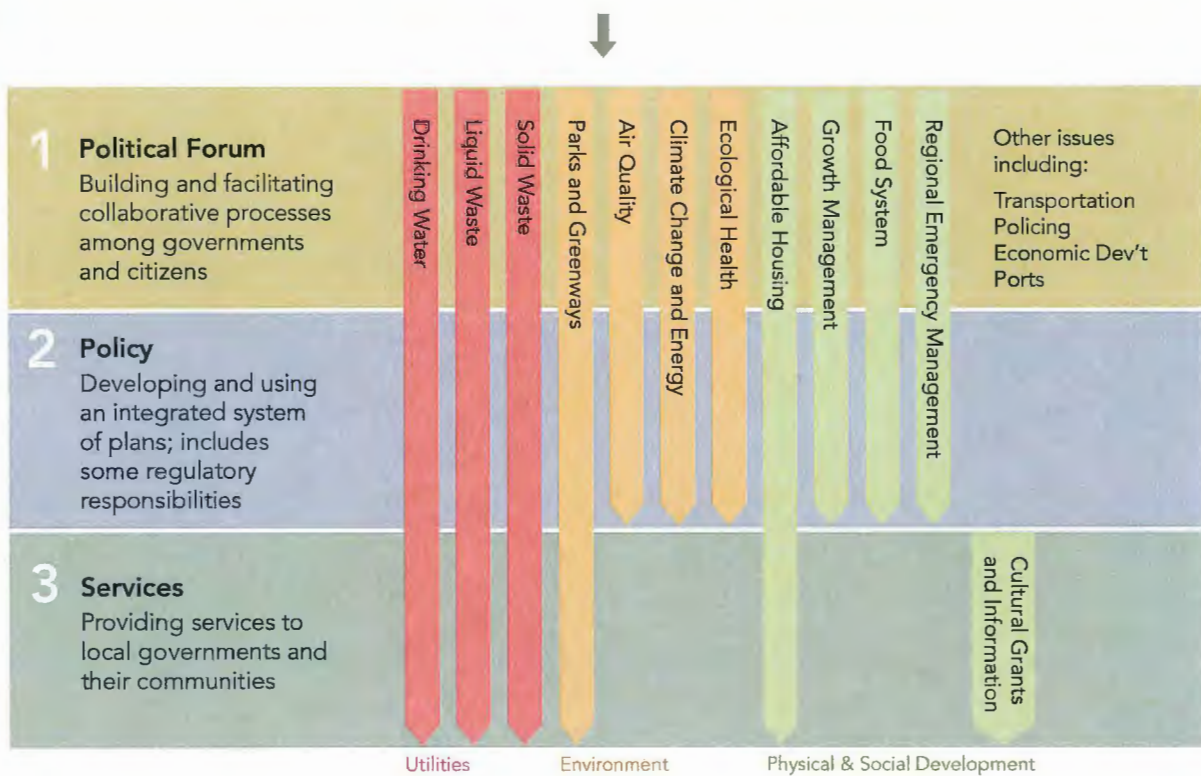 1
Political Forum
Building and facilitating
collaborative processes
among governments
and citizens
Drinking Water
Liquid Waste
Solid Waste
Parks and Greenways
Air Quality
Climate Change and Energy
Ecological Health
Affordable Housing
Growth Management
Food System
Regional Emergency Management
Other issues
including:
Transportation
Policing
Economic Dev't
Ports
2
Policy
Developing and using
an integrated system
of plans; includes
some regulatory
responsibilities
3
Services
Providing services to
local governments and
their communities
Cultural Grants
and Information
Utilities
Environment
Physical & Social Development